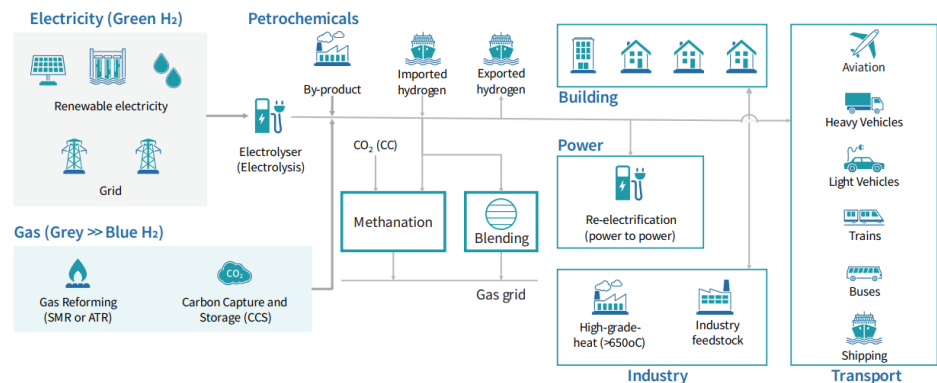 Electricity (Green H₂)
Renewable electricity
Grid
Gas (Grey >> Blue H₂)
Gas Reforming
(SMR or ATR)
CO₂
Carbon Capture and
Storage (CCS)
Electrolyser
(Electrolysis)
Petrochemicals
By-product
Imported
hydrogen
Exported
hydrogen
CO₂ (CC)
Methanation
Blending
Gas grid
Building
Power
Re-electrification
(power to power)
High-grade-
heat (>650oC)
Industry
feedstock
Industry
Aviation
Heavy Vehicles
Light Vehicles
Trains
Buses
Shipping
Transport